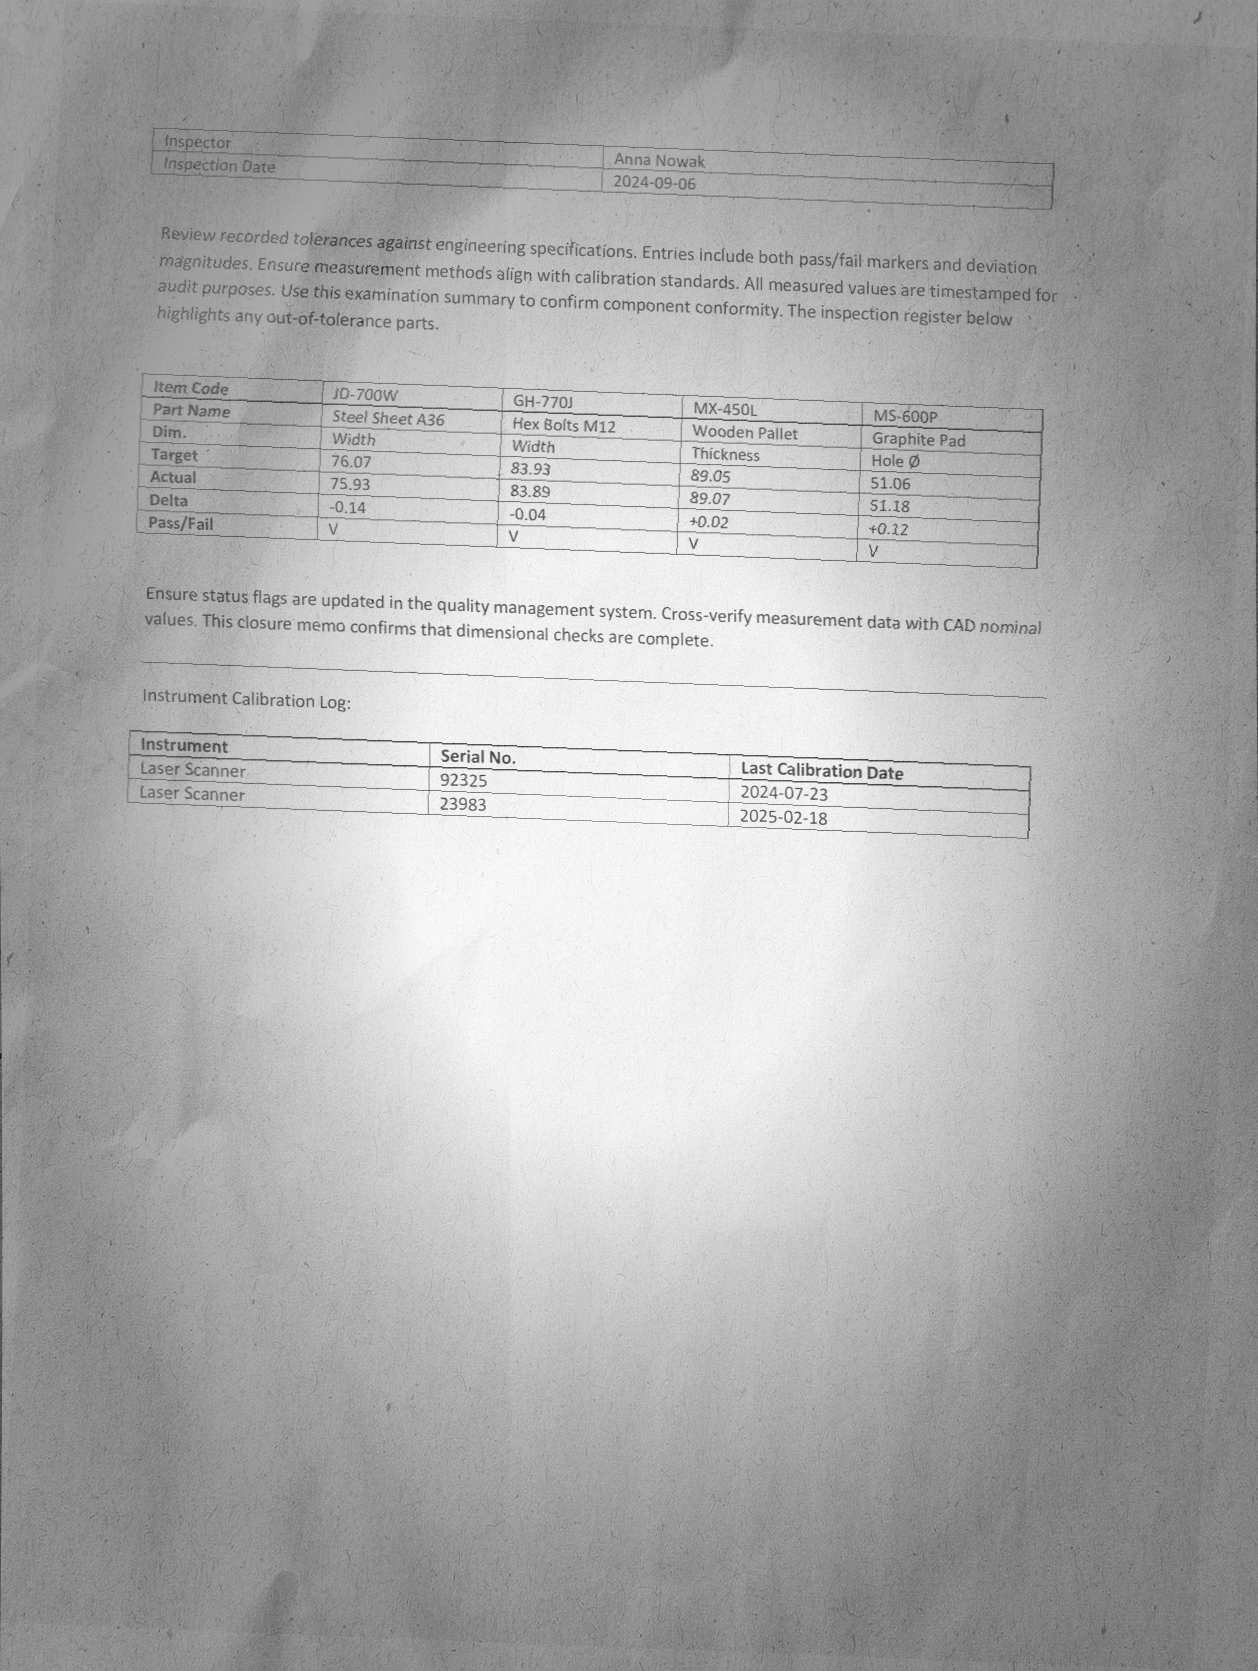 Inspector Anna Nowak
Inspection Date 2024-09-06
Review recorded tolerances against engineering specifications. Entries include both pass/fail markers and deviation
magnitudes. Ensure measurement methods align with calibration standards. All measured values are timestamped for
audit purposes. Use this examination summary to confirm component conformity. The inspection register below
highlights any out-of-tolerance parts.
Item Code JD-700W GH-770J MX-450L MS-600P
Part Name Steel Sheet A36 Hex Bolts M12 Wooden Pallet Graphite Pad
Dim. Width Width Thickness Hole Ø
Target 76.07 83.93 89.05 51.06
Actual 75.93 83.89 89.07 51.18
Delta -0.14 -0.04 +0.02 +0.12
Pass/Fail V V V V
Ensure status flags are updated in the quality management system. Cross-verify measurement data with CAD nominal
values. This closure memo confirms that dimensional checks are complete.
Instrument Calibration Log:
Instrument Serial No. Last Calibration Date
Laser Scanner 92325 2024-07-23
Laser Scanner 23983 2025-02-18